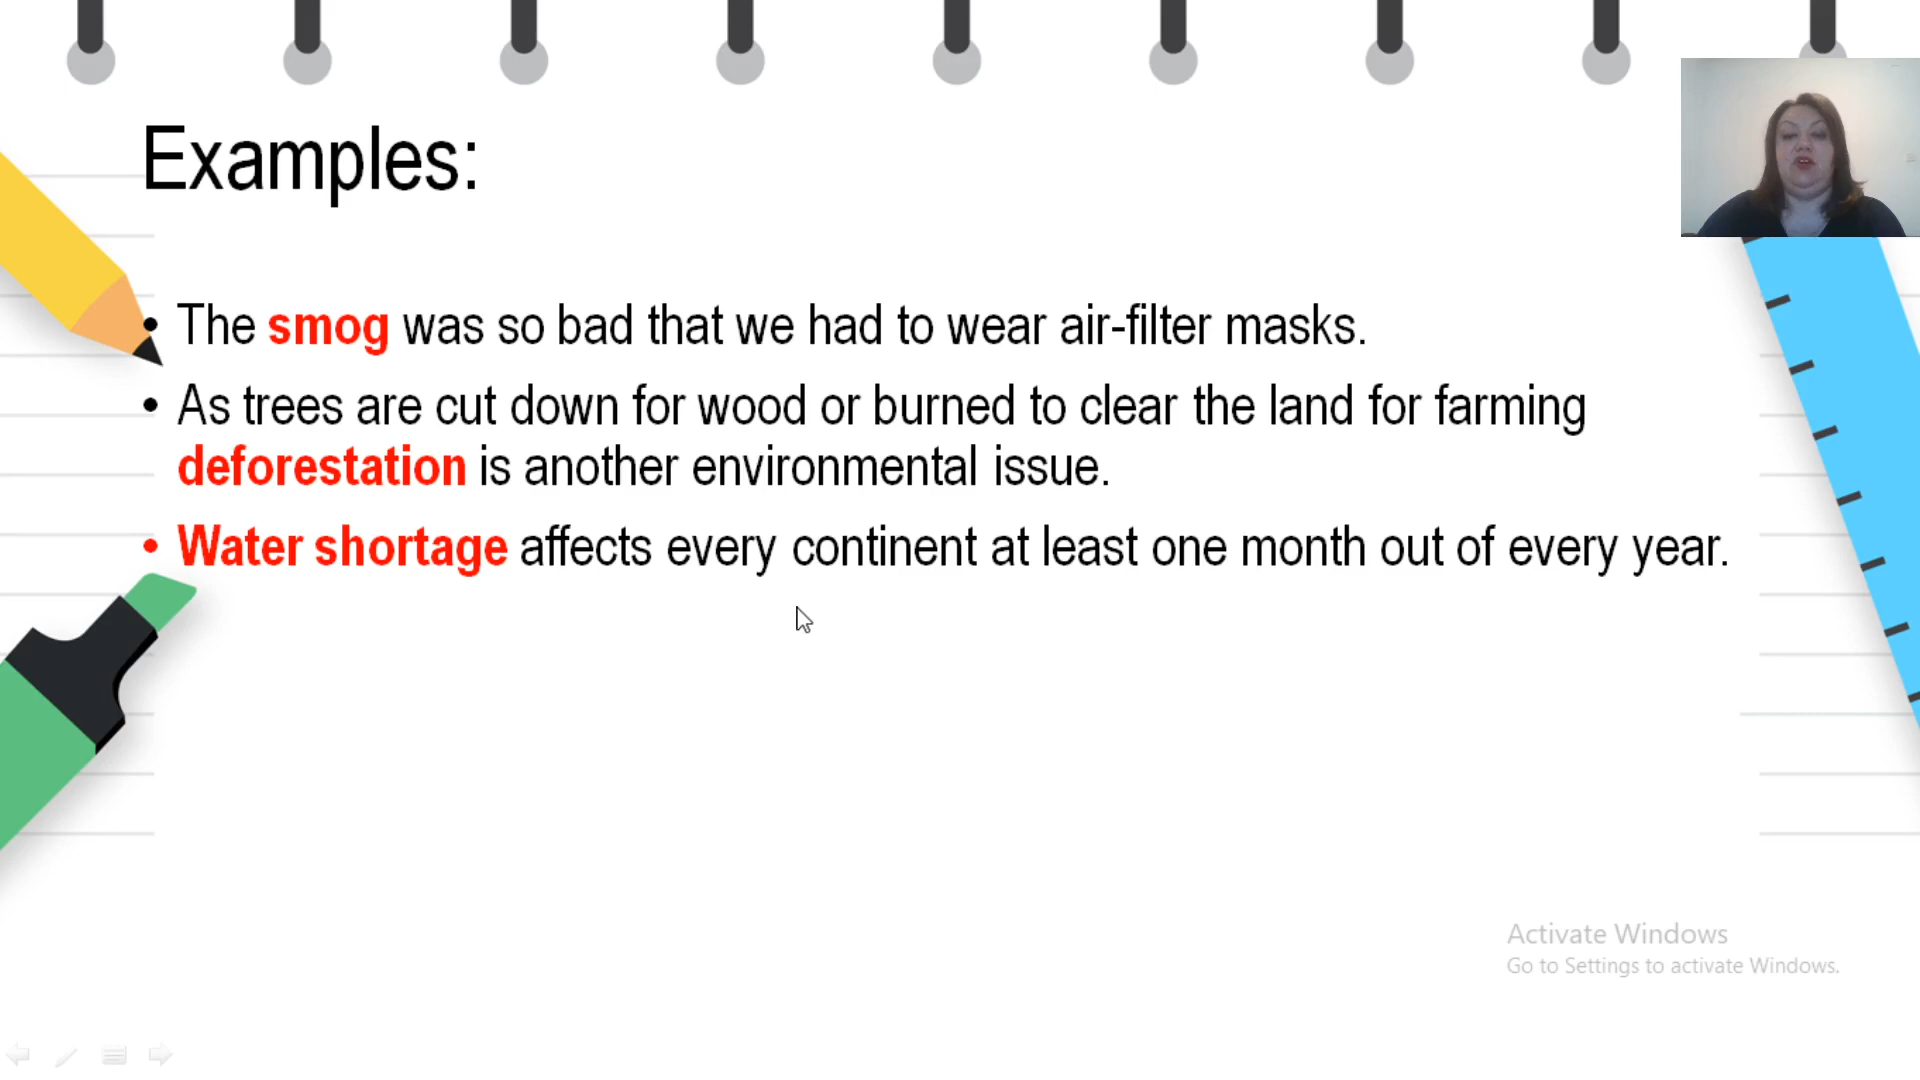 Examples:
• The smog was so bad that we had to wear air-filter masks.
• As trees are cut down for wood or burned to clear the land for farming
deforestation is another environmental issue.
• Water shortage affects every continent at least one month out of every year.
Activate Windows
Go to Settings to activate Windows.